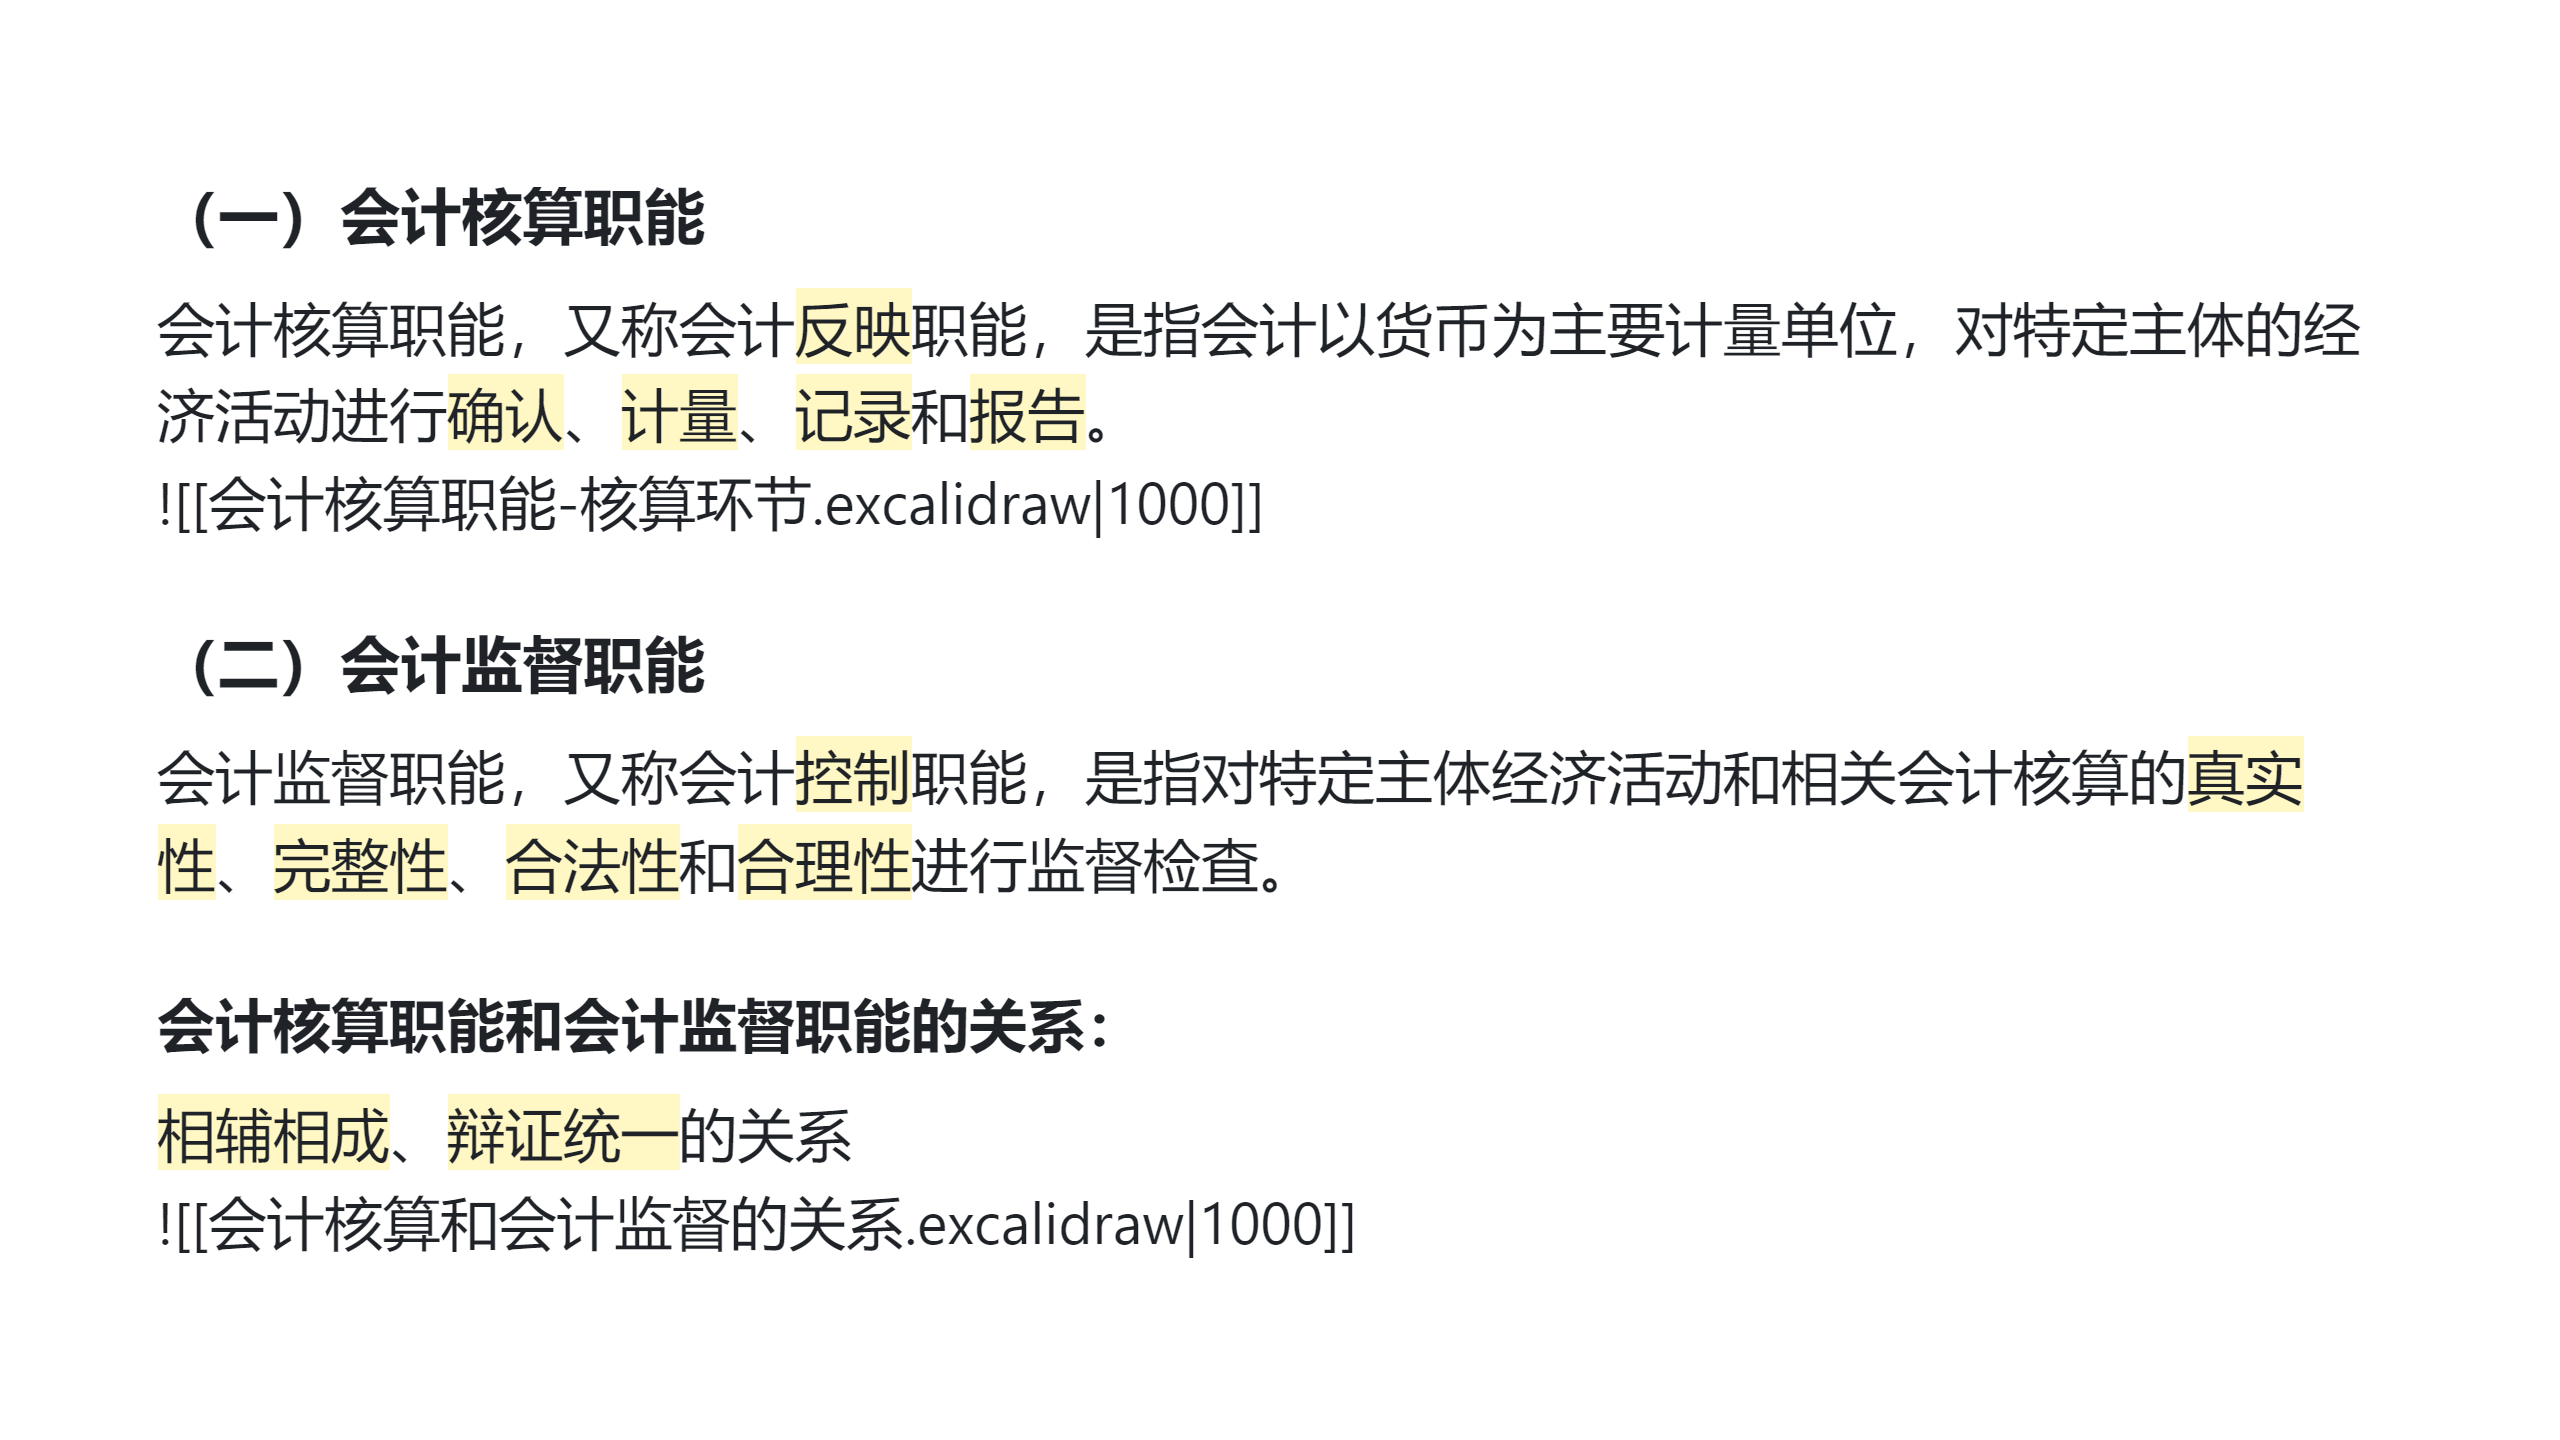 （一）会计核算职能
会计核算职能，又称会计反映职能，是指会计以货币为主要计量单位，对特定主体的经
济活动进行确认、计量、记录和报告。
![[会计核算职能-核算环节.excalidraw|1000]]
（二）会计监督职能
会计监督职能，又称会计控制职能，是指对特定主体经济活动和相关会计核算的真实
性、完整性、合法性和合理性进行监督检查。
会计核算职能和会计监督职能的关系：
相辅相成、辩证统一的关系
![[会计核算和会计监督的关系.excalidraw|1000]]